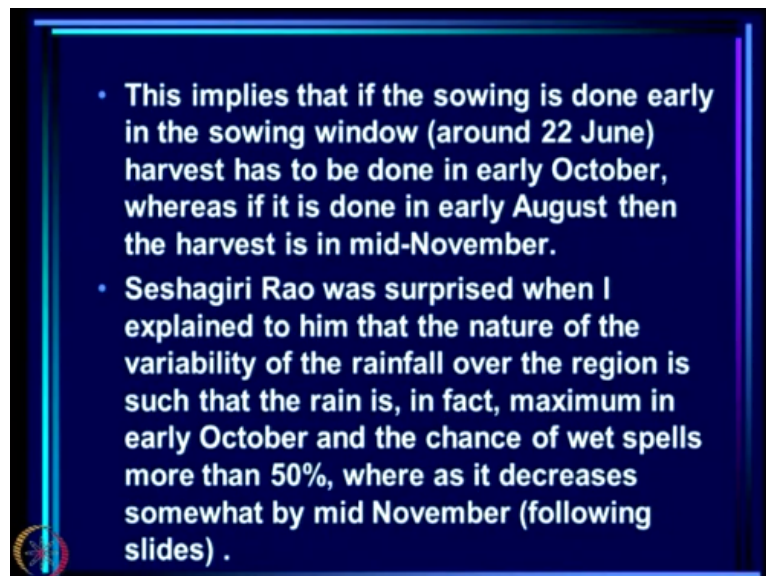 • This implies that if the sowing is done early
in the sowing window (around 22 June)
harvest has to be done in early October,
whereas if it is done in early August then
the harvest is in mid-November.
• Seshagiri Rao was surprised when I
explained to him that the nature of the
variability of the rainfall over the region is
such that the rain is, in fact, maximum in
early October and the chance of wet spells
more than 50%, where as it decreases
somewhat by mid November (following
slides) .